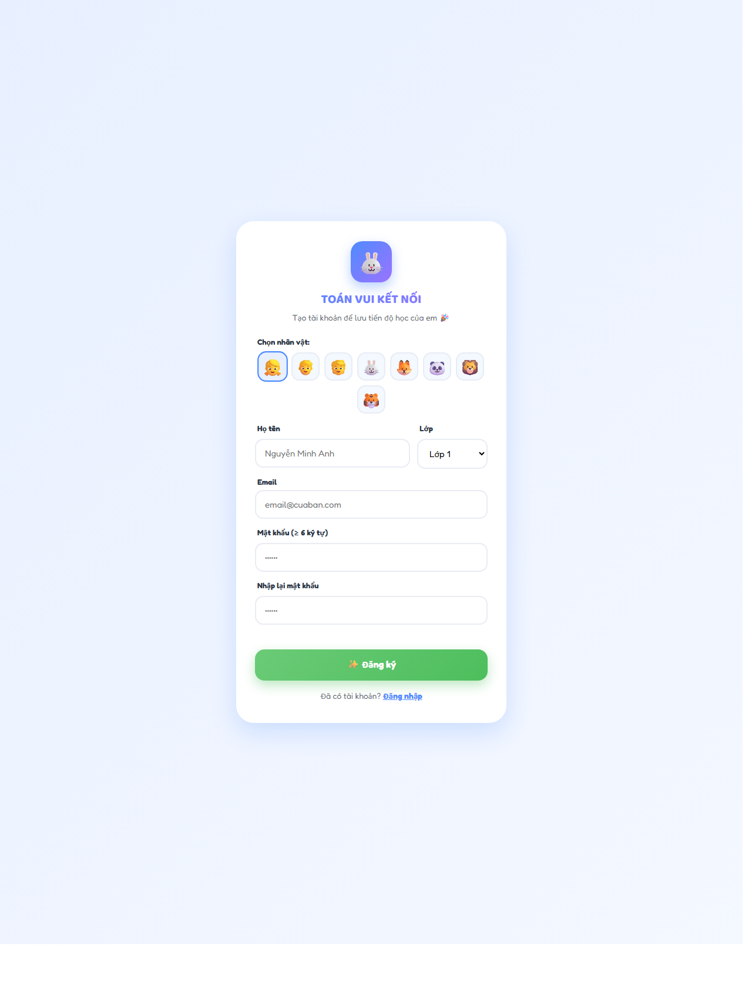 TOÁN VUI KẾT NỐI
Tạo tài khoản để lưu tiến độ học của em 🎉
Chọn nhân vật:
Họ tên
Lớp
Nguyễn Minh Anh
Lớp 1
Email
email@cuaban.com
Mật khẩu (≥ 6 ký tự)
••••••
Nhập lại mật khẩu
••••••
✨ Đăng ký
Đã có tài khoản? Đăng nhập